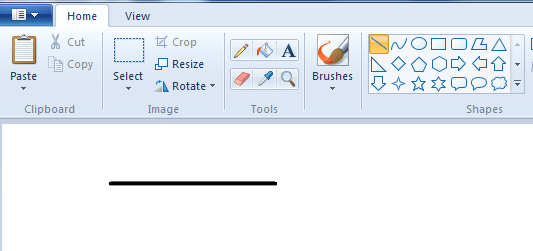 Home View
Cut
Crop
Copy
Resize
Paste Select Rotate Brushes
Clipboard Image Tools Shapes